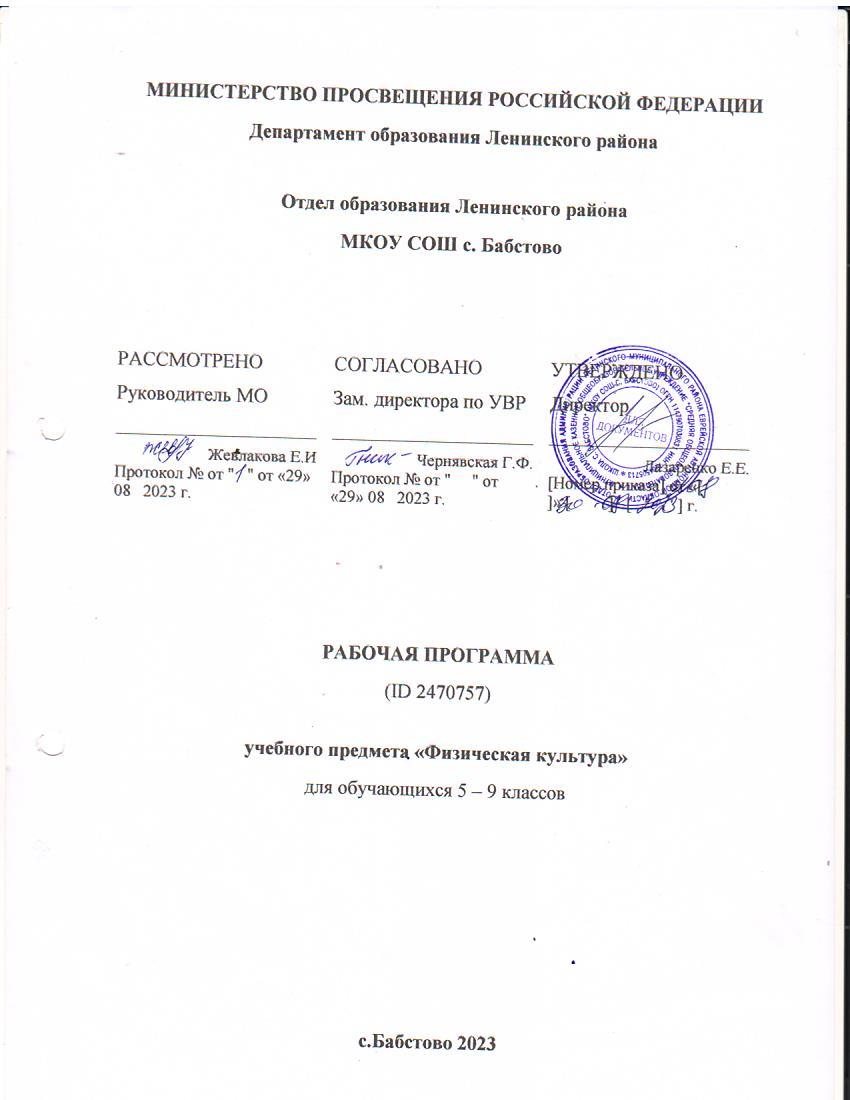 МИНИСТЕРСТВО ПРОСВЕЩЕНИЯ РОССИЙСКОЙ ФЕДЕРАЦИИ
Департамент образования Ленинского района
Отдел образования Ленинского района
МКОУ СОШ с. Бабстово
РАССМОТРЕНО
Руководитель МО
Жевлакова Е.И
Протокол № от "1" от «29»
08 2023 г.
СОГЛАСОВАНО
Зам. директора по УВР
Чернявская Г.Ф.
Протокол № от " " от
«29» 08 2023 г.
УТВЕРЖДЕНО
Директор
ДЛЯ
ДОКУМЕНТОВ
Лазаренко Е.Е.
[Номер приказа] от «[
]» [ ] [ ] г.
РАБОЧАЯ ПРОГРАММА
(ID 2470757)
учебного предмета «Физическая культура»
для обучающихся 5 – 9 классов
с.Бабстово 2023